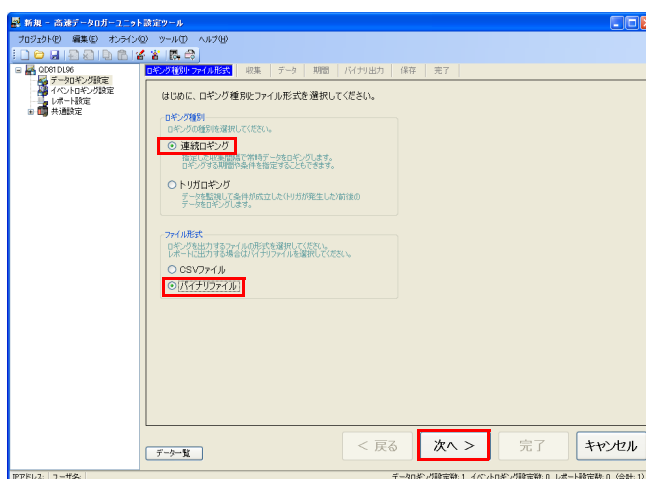 新規 - 高速データロガーユニット設定ツール
プロジェクト(P) 編集(E) オンライン(O) ツール(T) ヘルプ(H)
QD81DL96
データロギング設定
イベントロギング設定
レポート設定
共通設定
ロギング種別・ファイル形式 収集 データ 期間 バイナリ出力 保存 完了
はじめに、ロギング種別とファイル形式を選択してください。
ロギング種別
ロギングの種別を選択してください。
連続ロギング
指定した収集間隔で常時データをロギングします。
ロギングする期間や条件を指定することもできます。
トリガロギング
データを監視して条件が成立した(トリガが発生した)前後の
データをロギングします。
ファイル形式
ロギングを出力するファイルの形式を選択してください。
レポートに出力する場合はバイナリファイルを選択してください。
CSVファイル
バイナリファイル
データ一覧 < 戻る 次へ > 完了 キャンセル
IPアドレス: ユーザ名: データロギング設定数: 1 イベントロギング設定数: 0 レポート設定数: 0 (合計: 1)